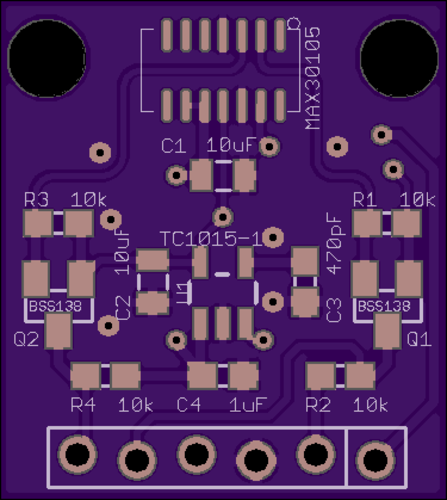 MAX30105
C1 10uF
R3 10k
R1 10k
TC1015-1
10uF
C2
U1
470pF
C3
BSS138
BSS138
Q2
Q1
R4 10k
C4 1uF
R2 10k